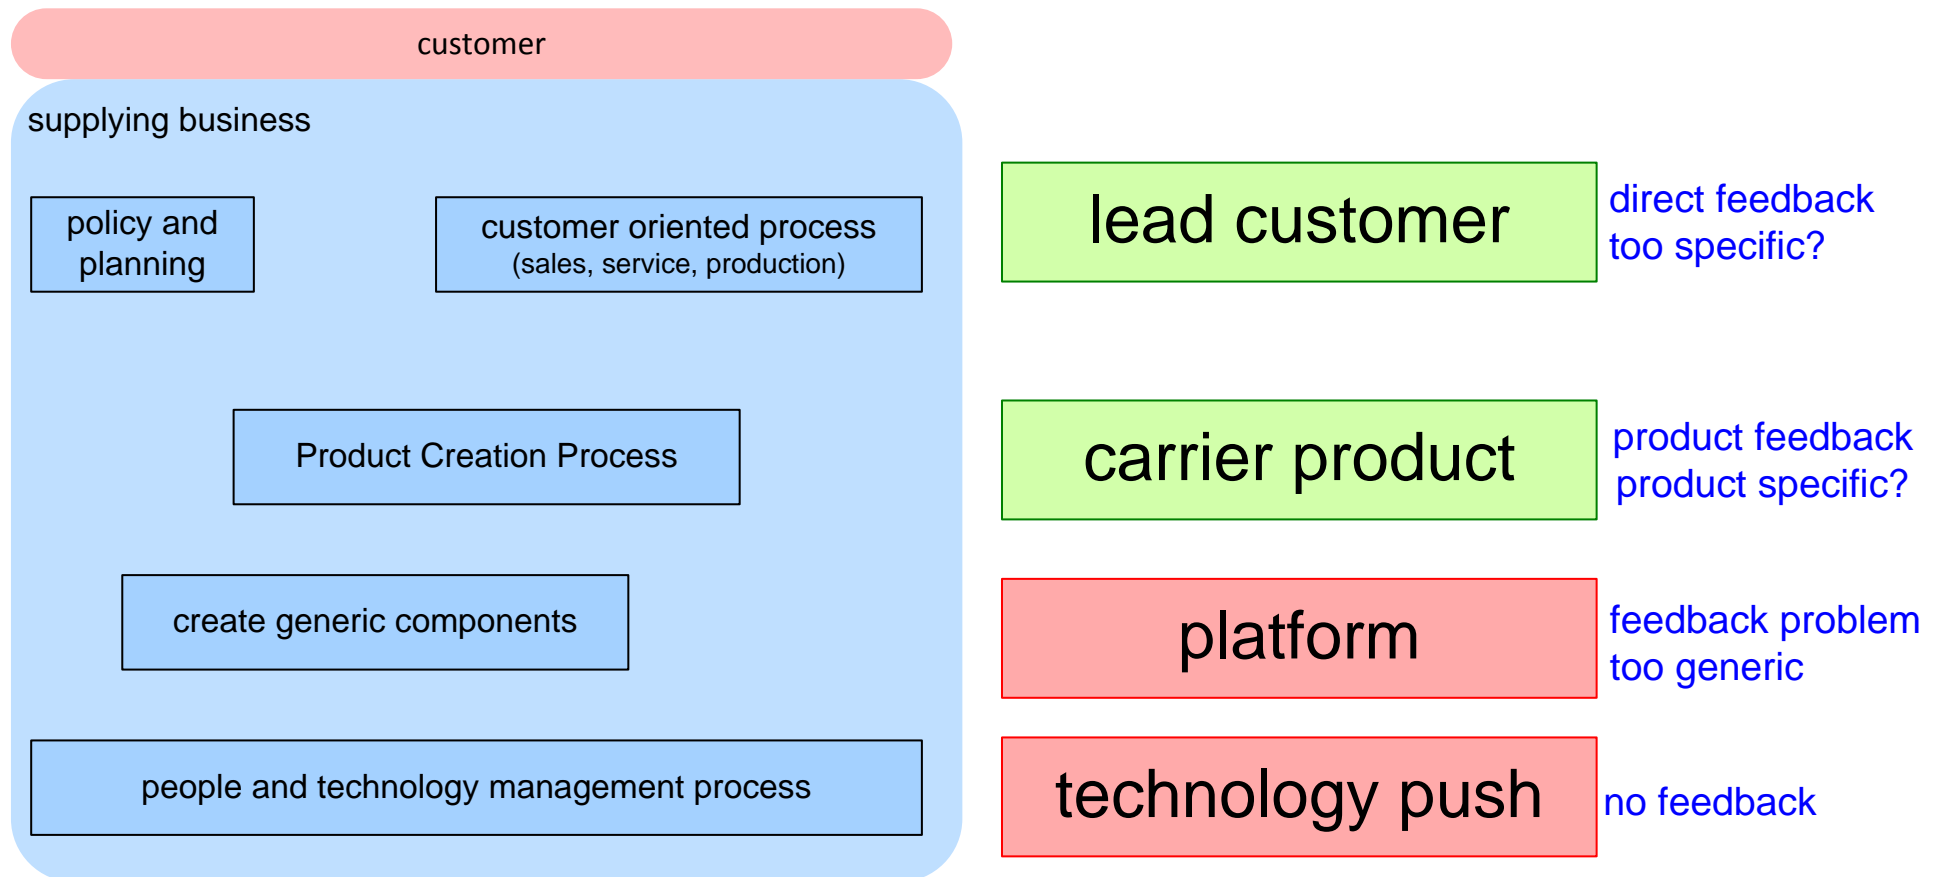 customer
supplying business
policy and
planning
customer oriented process
(sales, service, production)
lead customer
direct feedback
too specific?
Product Creation Process
carrier product
product feedback
product specific?
create generic components
platform
feedback problem
too generic
people and technology management process
technology push
no feedback